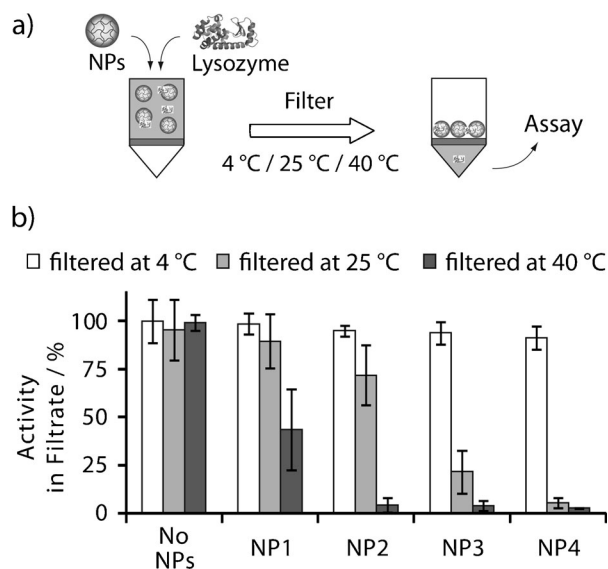 a)
NPs
Lysozyme
Filter
4 °C / 25 °C / 40 °C
Assay
b)
filtered at 4 °C filtered at 25 °C filtered at 40 °C
Activity
in Filtrate / %
100
75
50
25
0
No
NPs
NP1
NP2
NP3
NP4